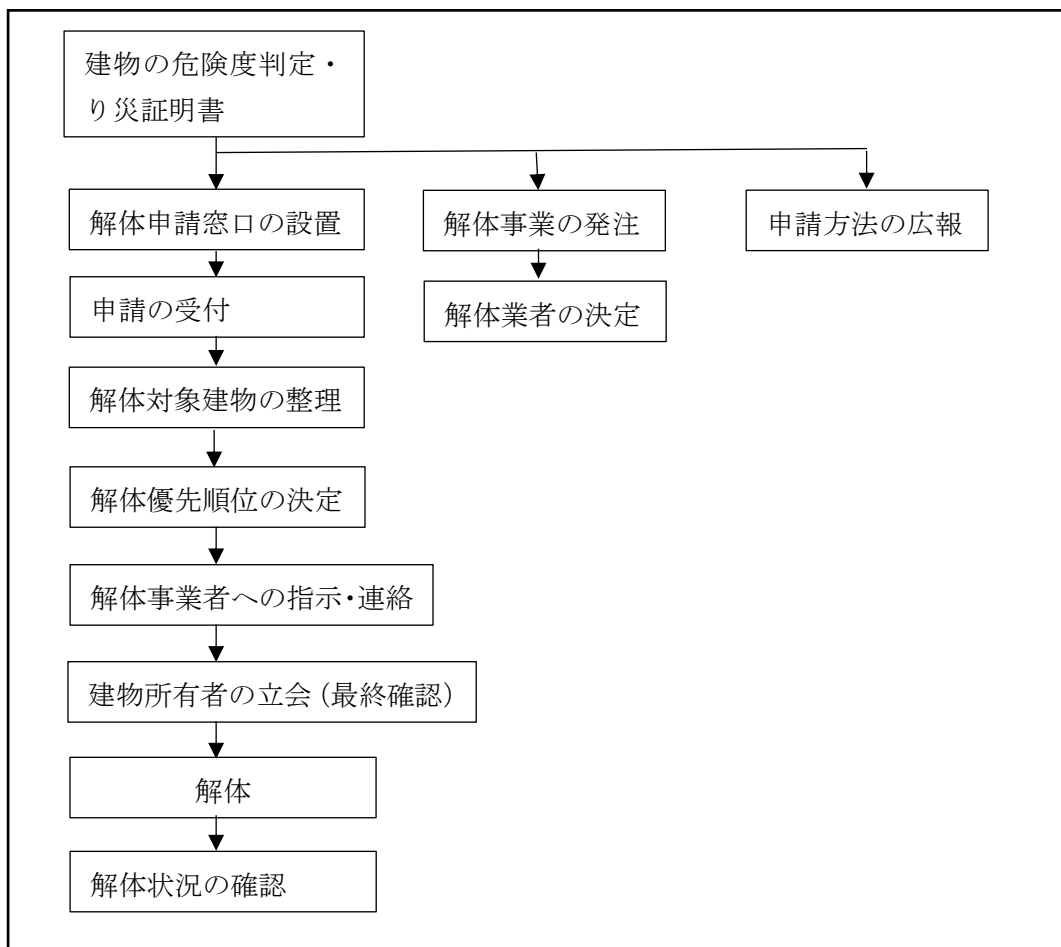 建物の危険度判定・
り災証明書
解体申請窓口の設置
解体事業の発注
申請方法の広報
申請の受付
解体業者の決定
解体対象建物の整理
解体優先順位の決定
解体事業者への指示・連絡
建物所有者の立会（最終確認）
解体
解体状況の確認